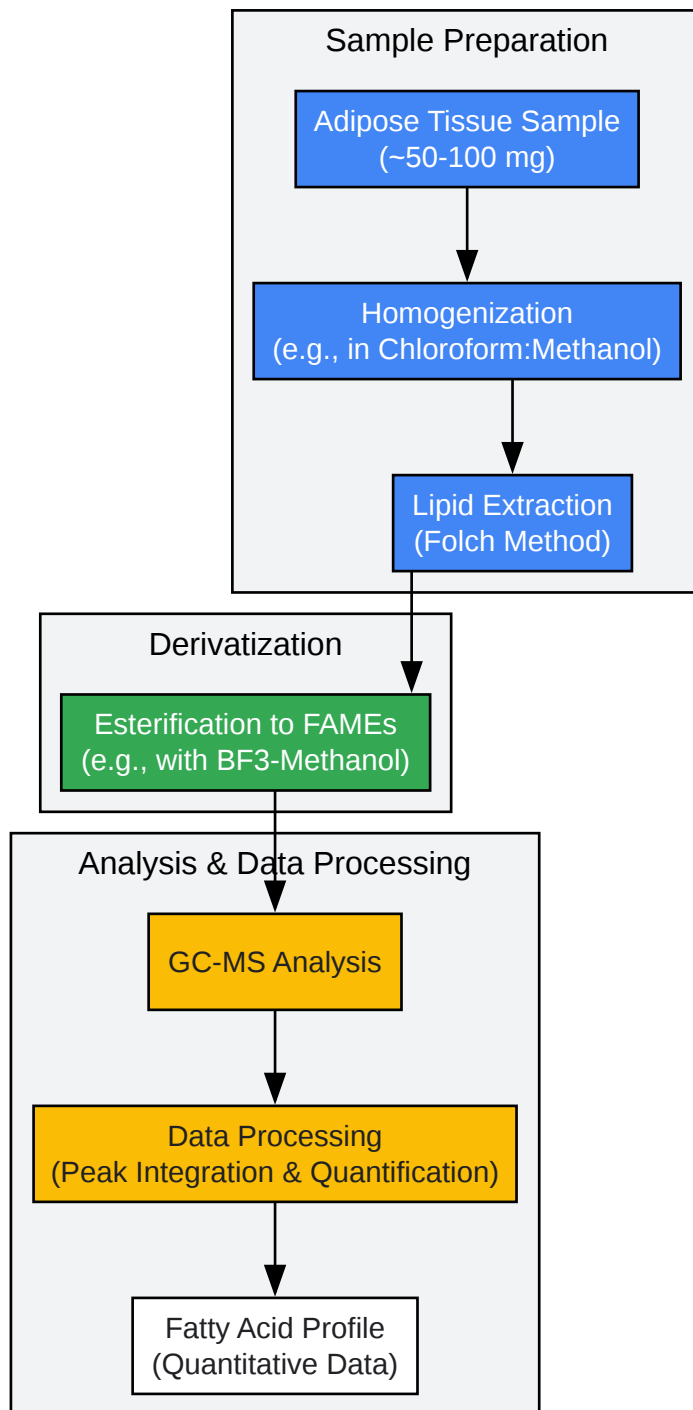 Sample Preparation
Adipose Tissue Sample
(~50-100 mg)
Homogenization
(e.g., in Chloroform:Methanol)
Lipid Extraction
(Folch Method)
Derivatization
Esterification to FAMEs
(e.g., with BF3-Methanol)
Analysis & Data Processing
GC-MS Analysis
Data Processing
(Peak Integration & Quantification)
Fatty Acid Profile
(Quantitative Data)